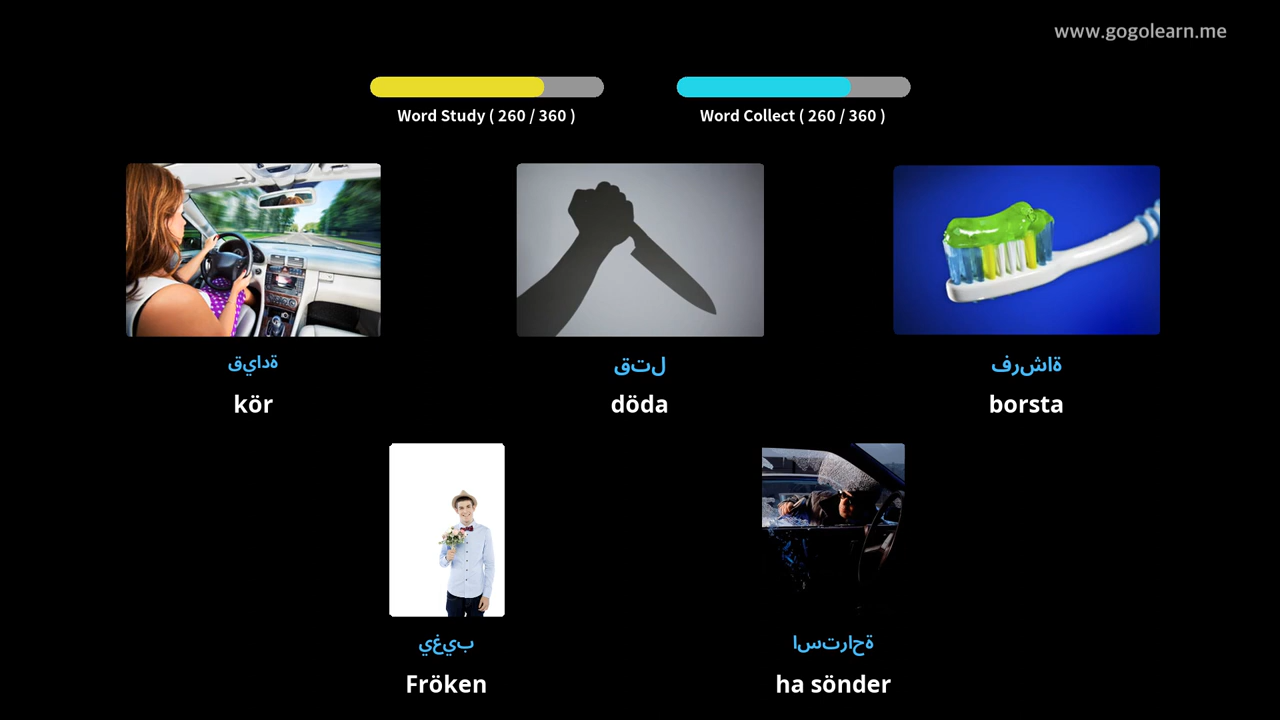 www.gogolearn.me
Word Study ( 260 / 360 )
Word Collect ( 260 / 360 )
ةدايق
kör
لتق
döda
ةاشرف
borsta
بيغي
Fröken
ةحارتسا
ha sönder